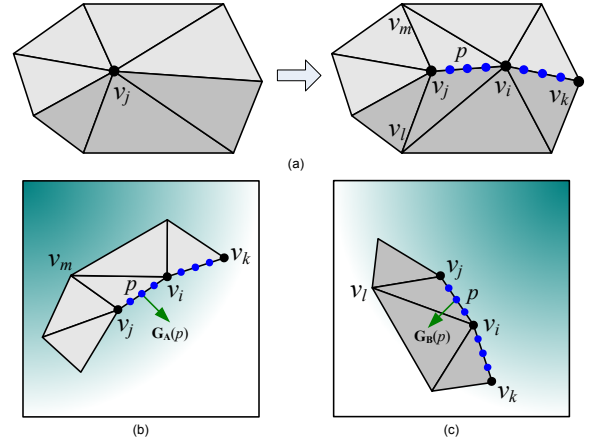 v_j
v_m
p
v_j
v_i
v_k
v_l
(a)
v_m
v_k
p
v_i
v_j
G_A(p)
(b)
v_j
v_l
p
v_i
G_B(p)
v_k
(c)